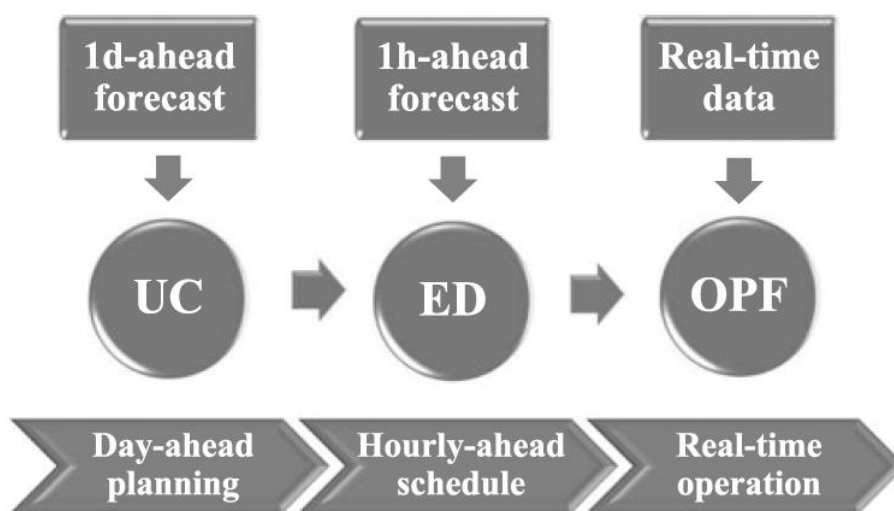 1d-ahead
forecast
1h-ahead
forecast
Real-time
data
UC
ED
OPF
Day-ahead
planning
Hourly-ahead
schedule
Real-time
operation